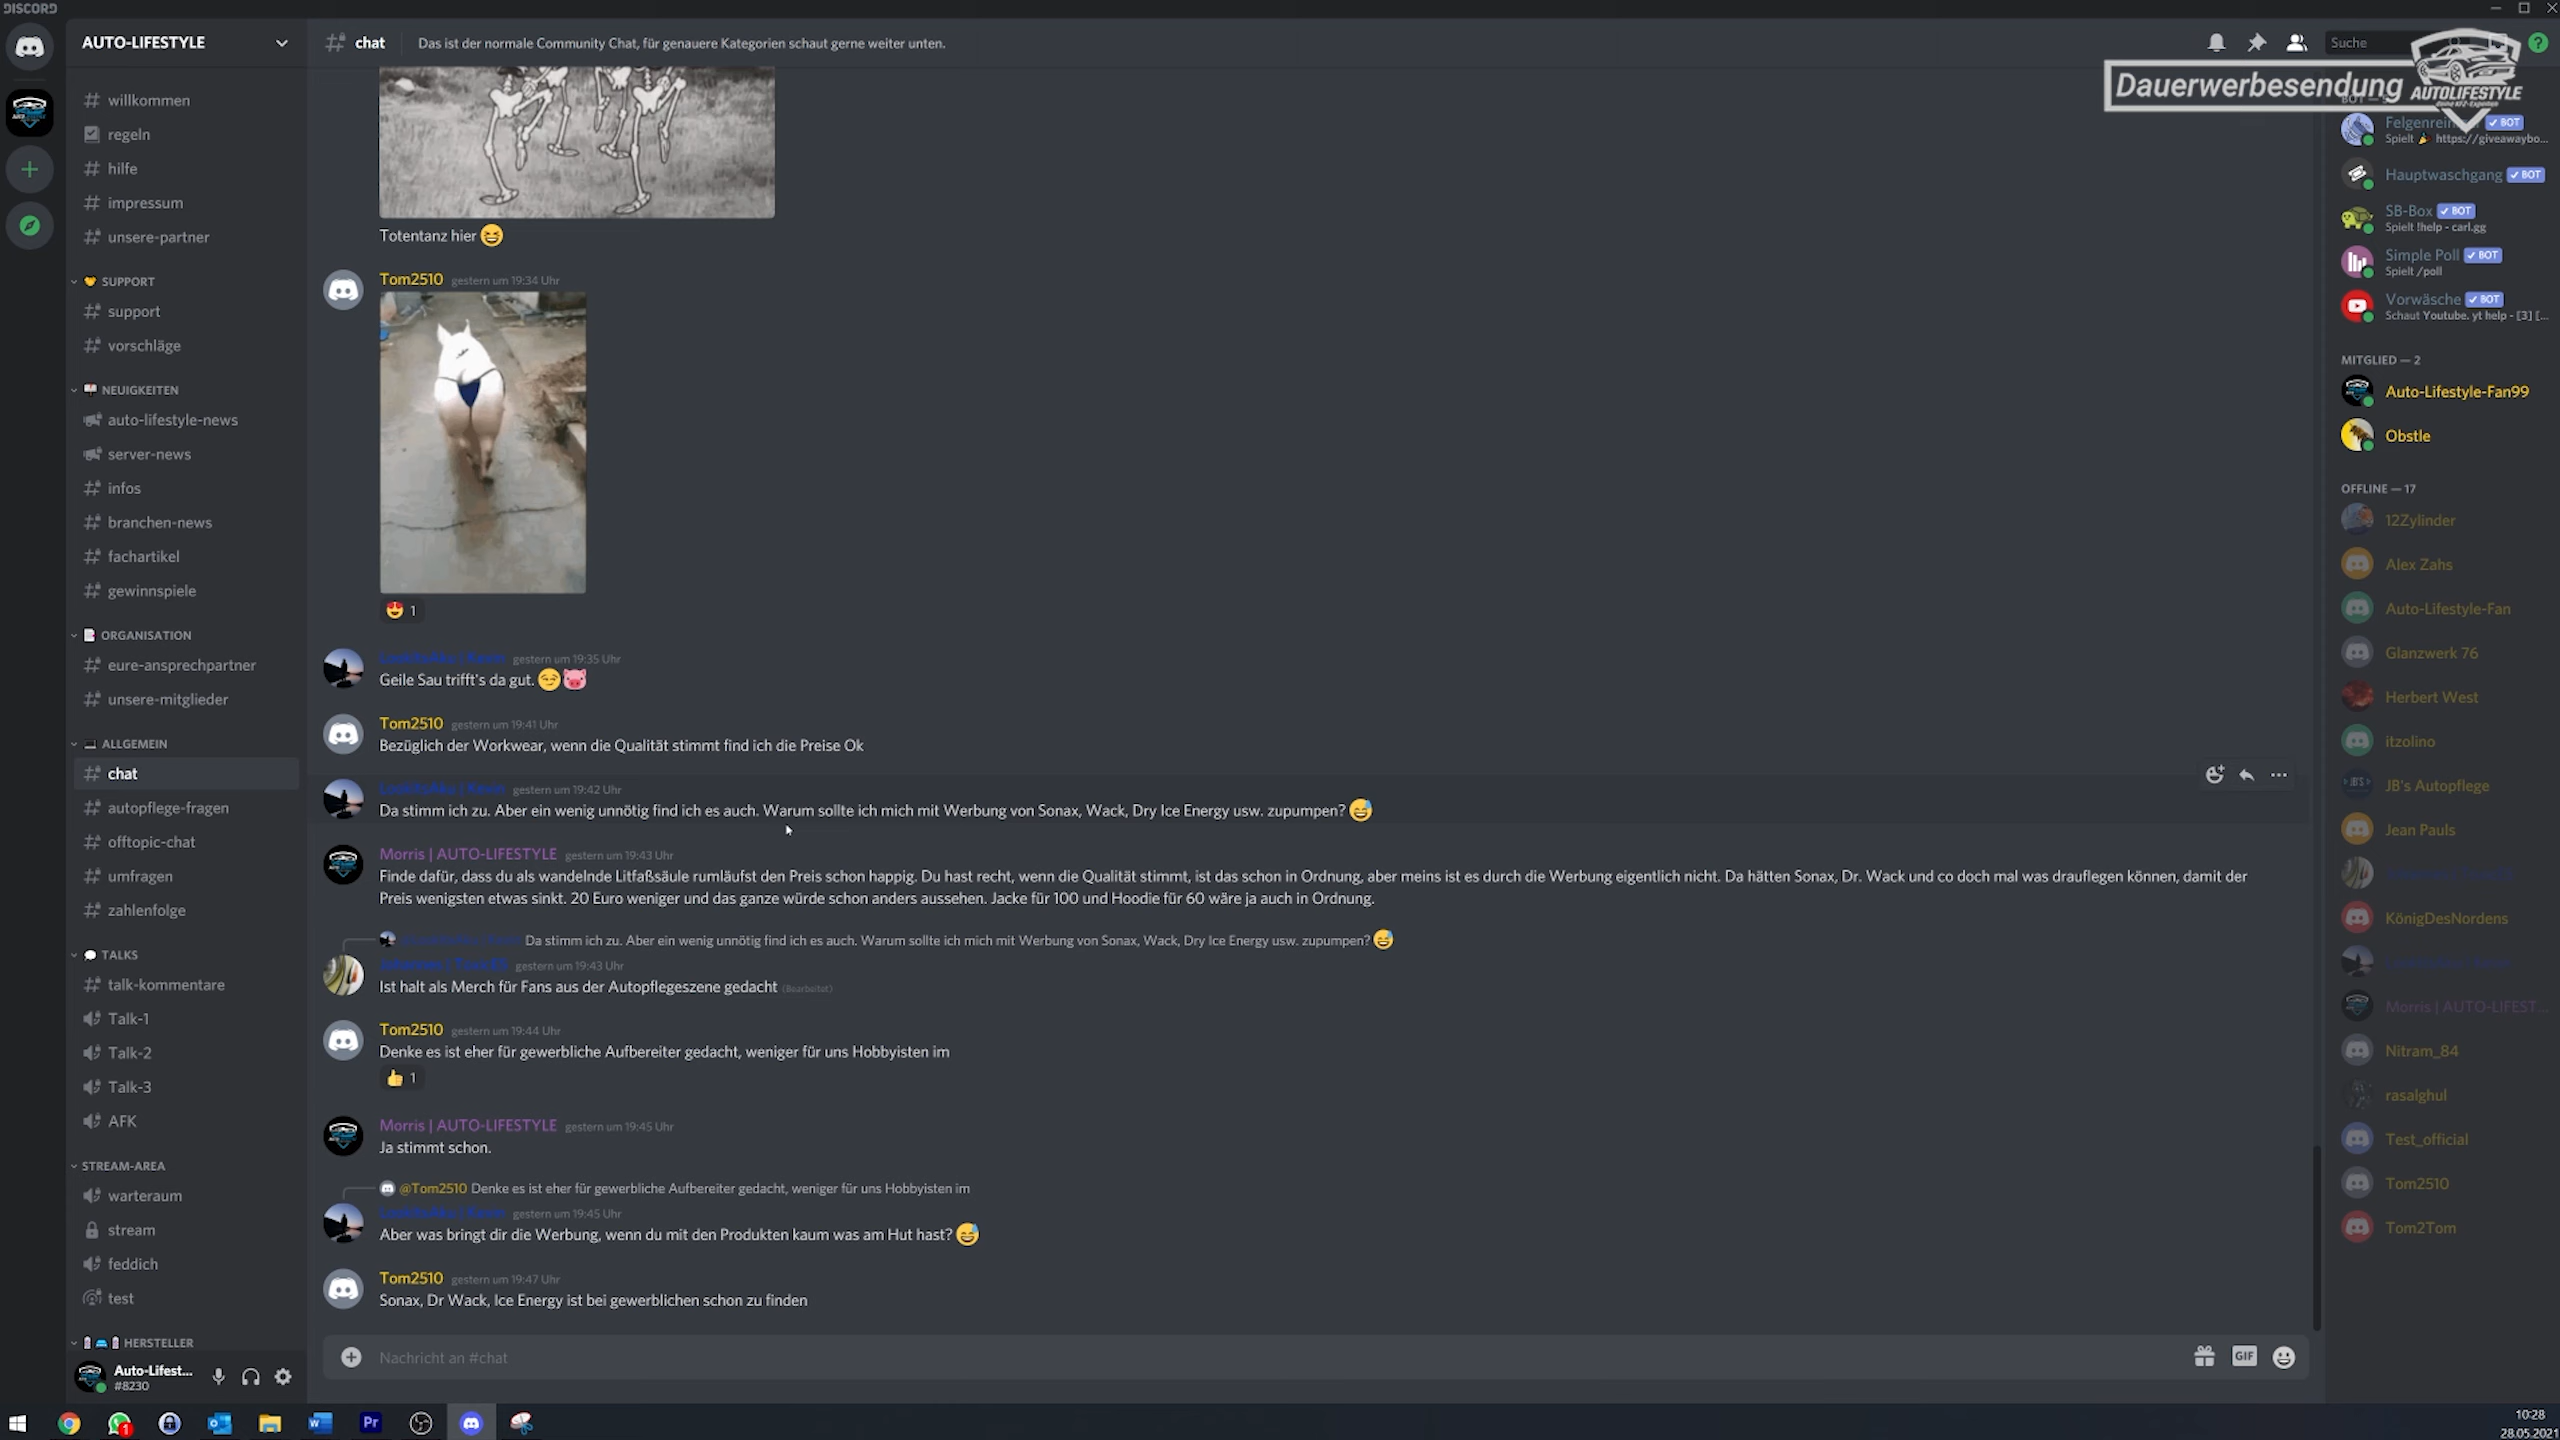 DISCORD
AUTO-LIFESTYLE
chat
Das ist der normale Community Chat, für genauere Kategorien schaut gerne weiter unten.
Suche
Dauerwerbesendung
AUTOLIFESTYLE
willkommen
regeln
hilfe
impressum
unsere-partner
SUPPORT
support
vorschläge
NEUIGKEITEN
auto-lifestyle-news
server-news
infos
branchen-news
fachartikel
gewinnspiele
ORGANISATION
eure-ansprechpartner
unsere-mitglieder
ALLGEMEIN
chat
autopflege-fragen
offtopic-chat
umfragen
zahlenfolge
TALKS
talk-kommentare
Talk-1
Talk-2
Talk-3
AFK
STREAM-AREA
warteraum
stream
feddich
test
HERSTELLER
Auto-Lifest...
#8230
Totentanz hier 😆
Tom2510 gestern um 19:34 Uhr
😍 1
gestern um 19:35 Uhr
Geile Sau trifft's da gut. 😏🐷
Tom2510 gestern um 19:41 Uhr
Bezüglich der Workwear, wenn die Qualität stimmt find ich die Preise Ok
gestern um 19:42 Uhr
Da stimm ich zu. Aber ein wenig unnötig find ich es auch. Warum sollte ich mich mit Werbung von Sonax, Wack, Dry Ice Energy usw. zupumpen? 😅
Morris | AUTO-LIFESTYLE gestern um 19:43 Uhr
Finde dafür, dass du als wandelnde Litfaßsäule rumläufst den Preis schon happig. Du hast recht, wenn die Qualität stimmt, ist das schon in Ordnung, aber meins ist es durch die Werbung eigentlich nicht. Da hätten Sonax, Dr. Wack und co doch mal was drauflegen können, damit der
Preis wenigsten etwas sinkt. 20 Euro weniger und das ganze würde schon anders aussehen. Jacke für 100 und Hoodie für 60 wäre ja auch in Ordnung.
Da stimm ich zu. Aber ein wenig unnötig find ich es auch. Warum sollte ich mich mit Werbung von Sonax, Wack, Dry Ice Energy usw. zupumpen? 😅
gestern um 19:43 Uhr
Ist halt als Merch für Fans aus der Autopflegeszene gedacht (Bearbeitet)
Tom2510 gestern um 19:44 Uhr
Denke es ist eher für gewerbliche Aufbereiter gedacht, weniger für uns Hobbyisten im
👍 1
Morris | AUTO-LIFESTYLE gestern um 19:45 Uhr
Ja stimmt schon.
@Tom2510 Denke es ist eher für gewerbliche Aufbereiter gedacht, weniger für uns Hobbyisten im
gestern um 19:45 Uhr
Aber was bringt dir die Werbung, wenn du mit den Produkten kaum was am Hut hast? 😅
Tom2510 gestern um 19:47 Uhr
Sonax, Dr Wack, Ice Energy ist bei gewerblichen schon zu finden
Nachricht an #chat
GIF
BOT
Spielt 🎉 https://giveawaybo...
Hauptwaschgang BOT
SB-Box BOT
Spielt !help - carl.gg
Simple Poll BOT
Spielt /poll
Vorwäsche BOT
Schaut Youtube. yt help - [3] [...
MITGLIED — 2
Auto-Lifestyle-Fan99
Obstle
OFFLINE — 17
12Zylinder
Alex Zahs
Auto-Lifestyle-Fan
Glanzwerk 76
Herbert West
itzolino
JB's Autopflege
Jean Pauls
KönigDesNordens
Morris | AUTO-LIFEST...
Nitram_84
rasalghul
Test_official
Tom2510
Tom2Tom
1
Pr
10:28
28.05.2021